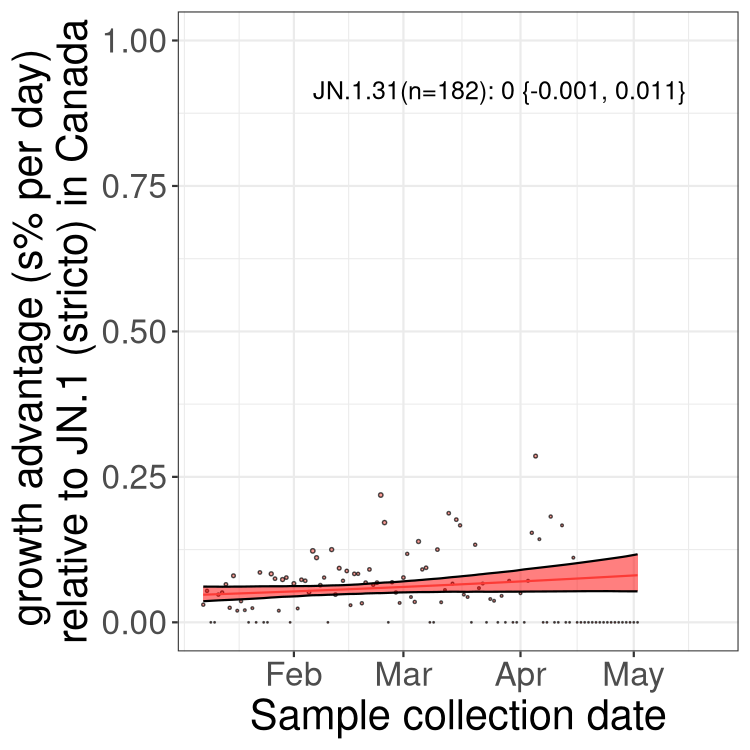 growth advantage (s% per day)
relative to JN.1 (stricto) in Canada
1.00
0.75
0.50
0.25
0.00
JN.1.31(n=182): 0 {-0.001, 0.011}
Feb Mar Apr May
Sample collection date